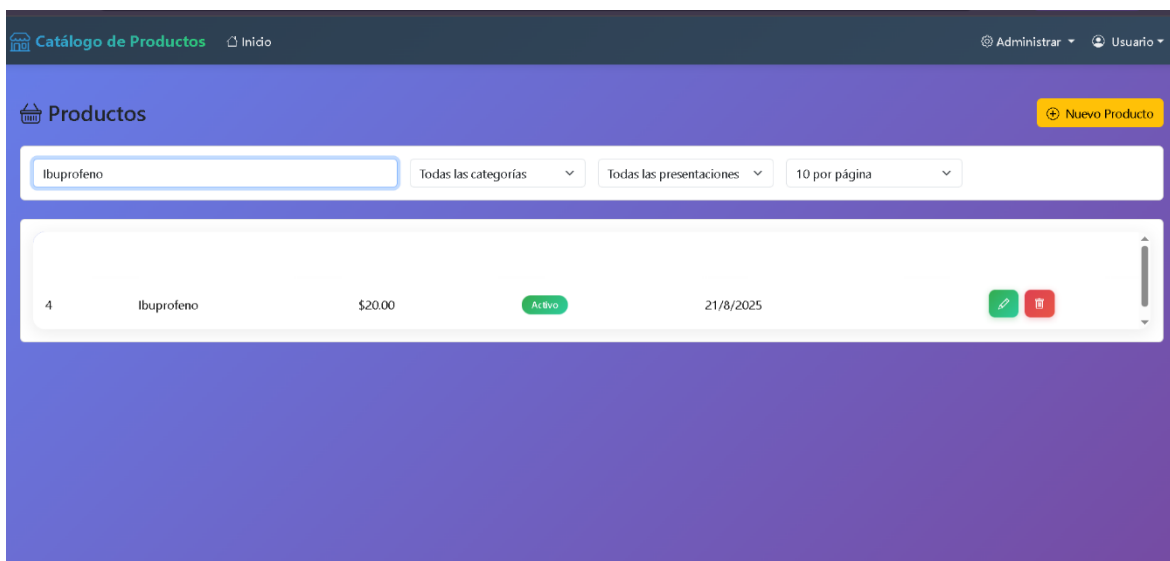 Catálogo de Productos Inicio Administrar Usuario
Productos Nuevo Producto
Ibuprofeno Todas las categorías Todas las presentaciones 10 por página
4 Ibuprofeno $20.00 Activo 21/8/2025